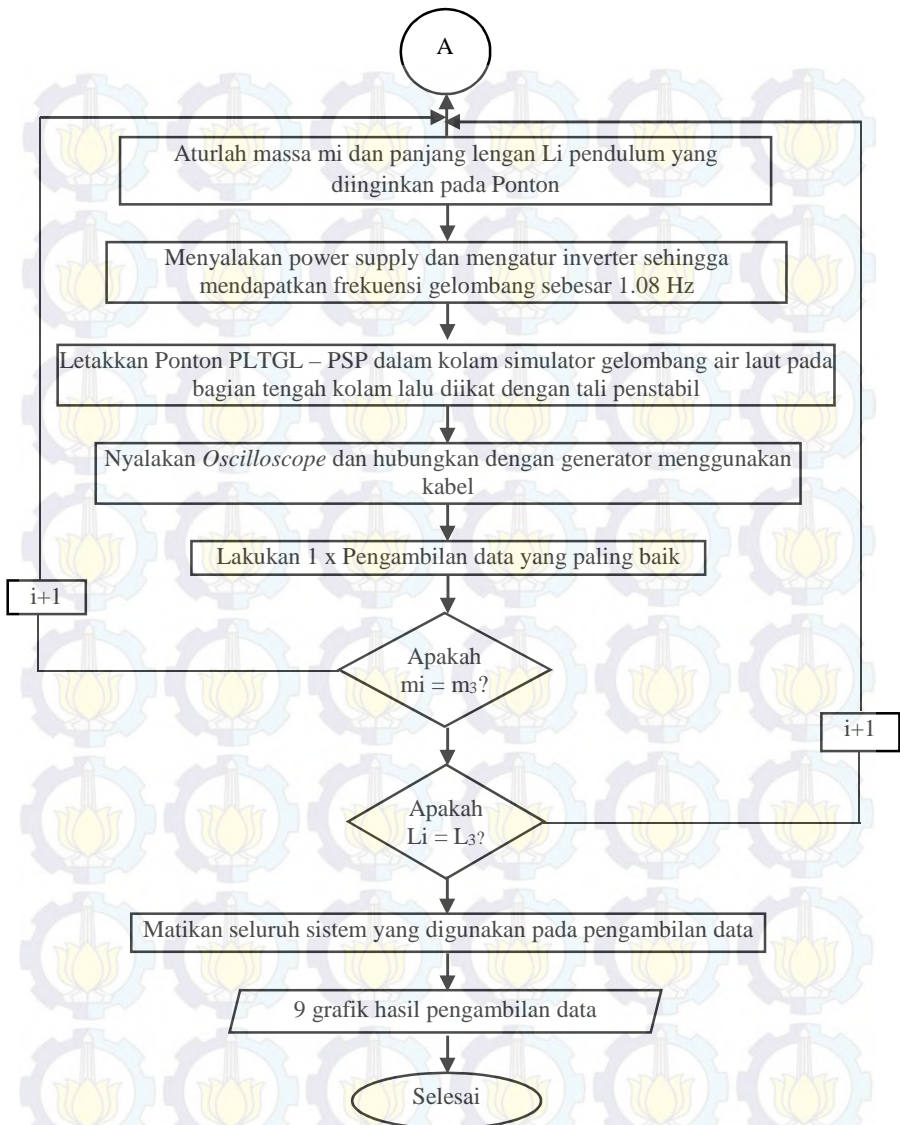 A
Aturlah massa mi dan panjang lengan Li pendulum yang
diinginkan pada Ponton
Menyalakan power supply dan mengatur inverter sehingga
mendapatkan frekuensi gelombang sebesar 1.08 Hz
Letakkan Ponton PLTGL – PSP dalam kolam simulator gelombang air laut pada
bagian tengah kolam lalu diikat dengan tali penstabil
Nyalakan Oscilloscope dan hubungkan dengan generator menggunakan
kabel
Lakukan 1 x Pengambilan data yang paling baik
i+1
Apakah
mi = m3?
i+1
Apakah
Li = L3?
Matikan seluruh sistem yang digunakan pada pengambilan data
9 grafik hasil pengambilan data
Selesai